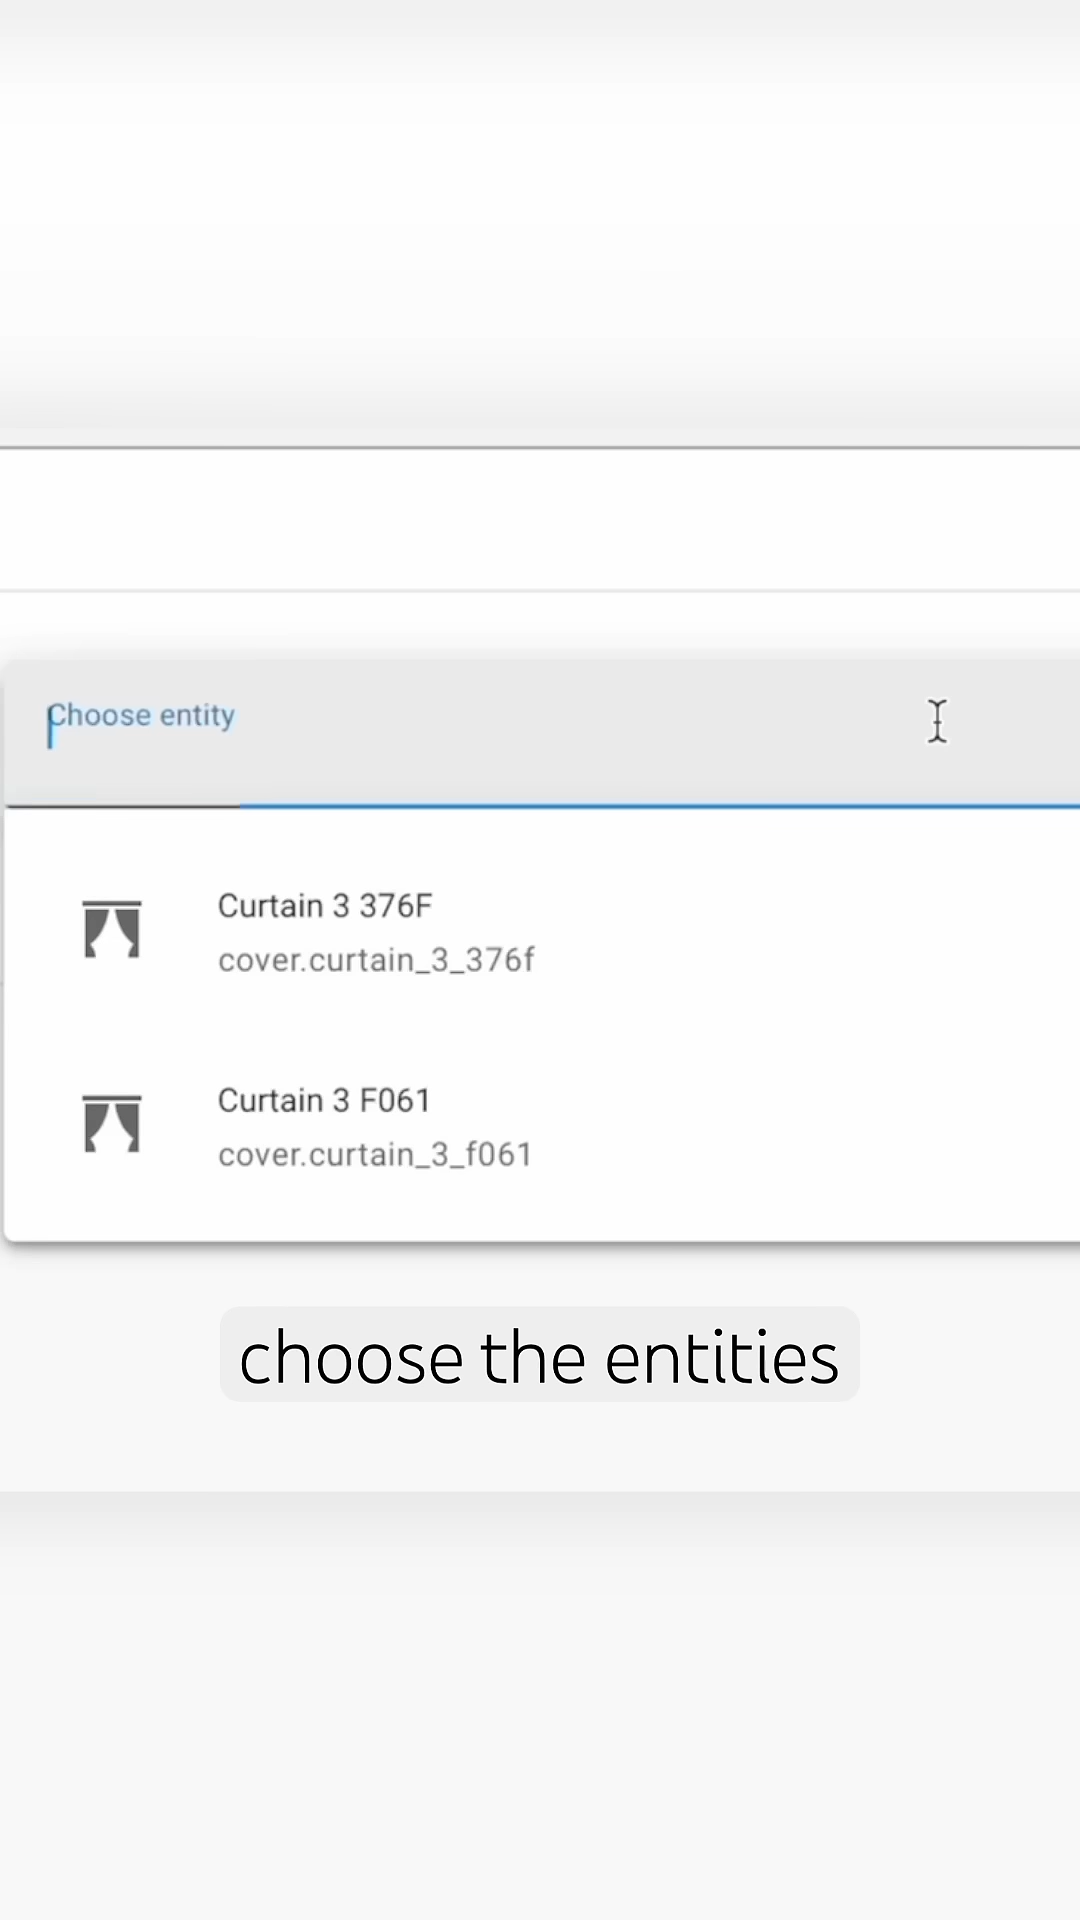 Choose entity
Curtain 3 376F
cover.curtain_3_376f
Curtain 3 F061
cover.curtain_3_f061
choose the entities